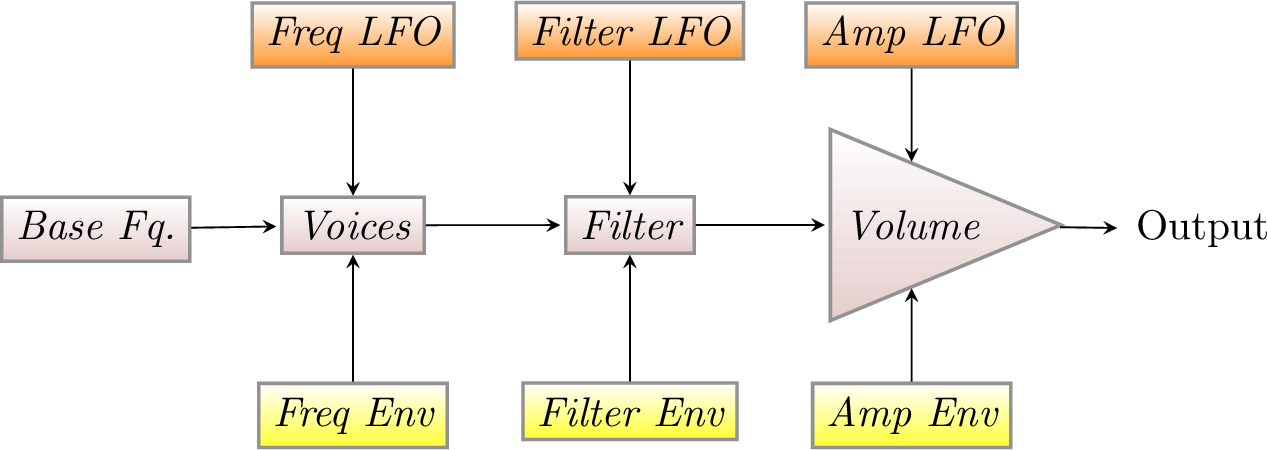 Freq LFO
Filter LFO
Amp LFO
Base Fq.
Voices
Filter
Volume
Output
Freq Env
Filter Env
Amp Env